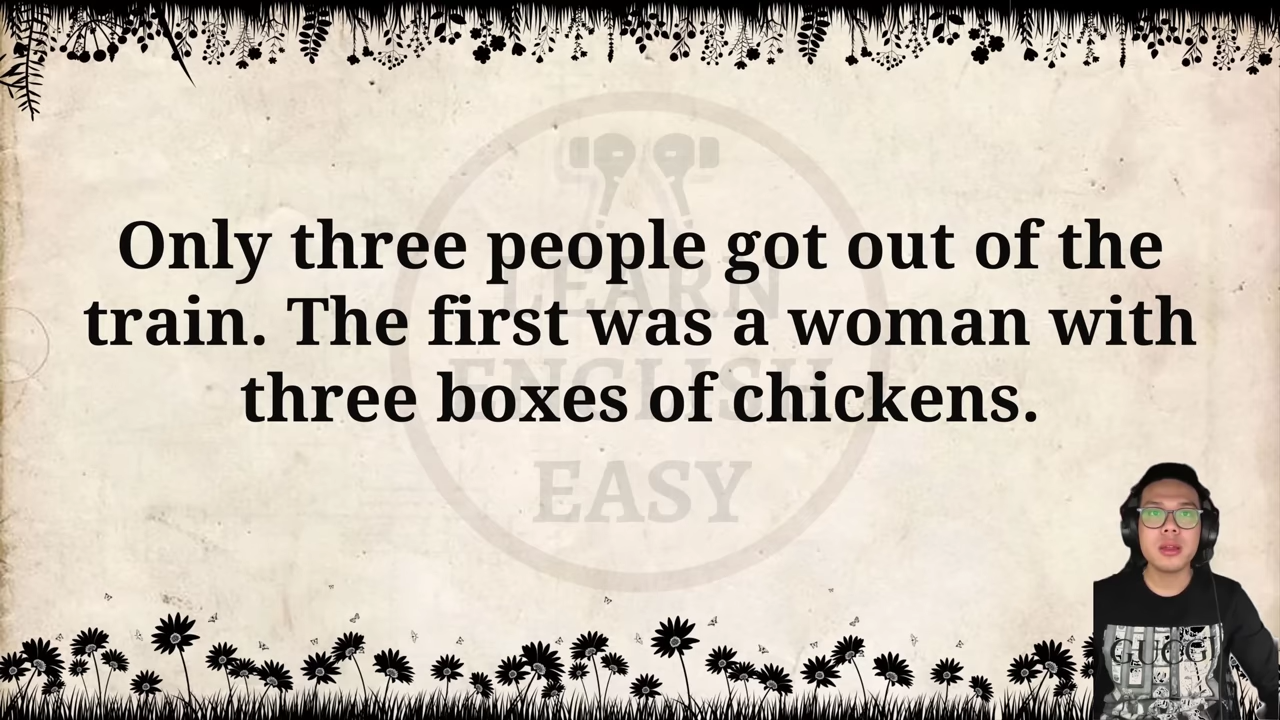 Only three people got out of the
train. The first was a woman with
three boxes of chickens.
LEARN
ENGLISH
EASY
GUCCI